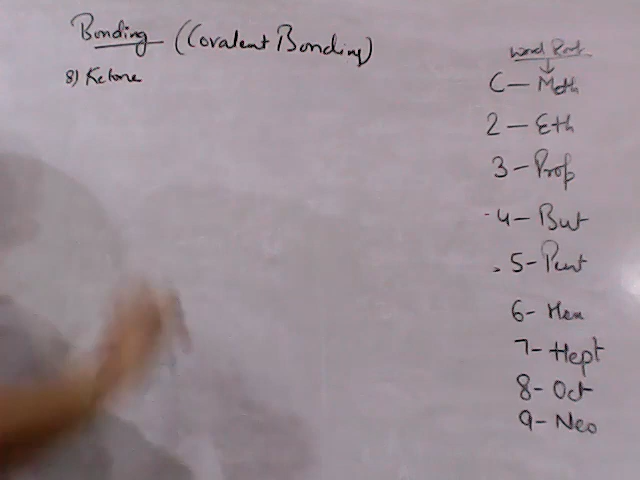 Bonding (Covalent Bonding)
8) Ketone
Word Root
C - Meth
2 - Eth
3 - Prop
4 - But
5 - Pent
6 - Hex
7 - Hept
8 - Oct
9 - Neo